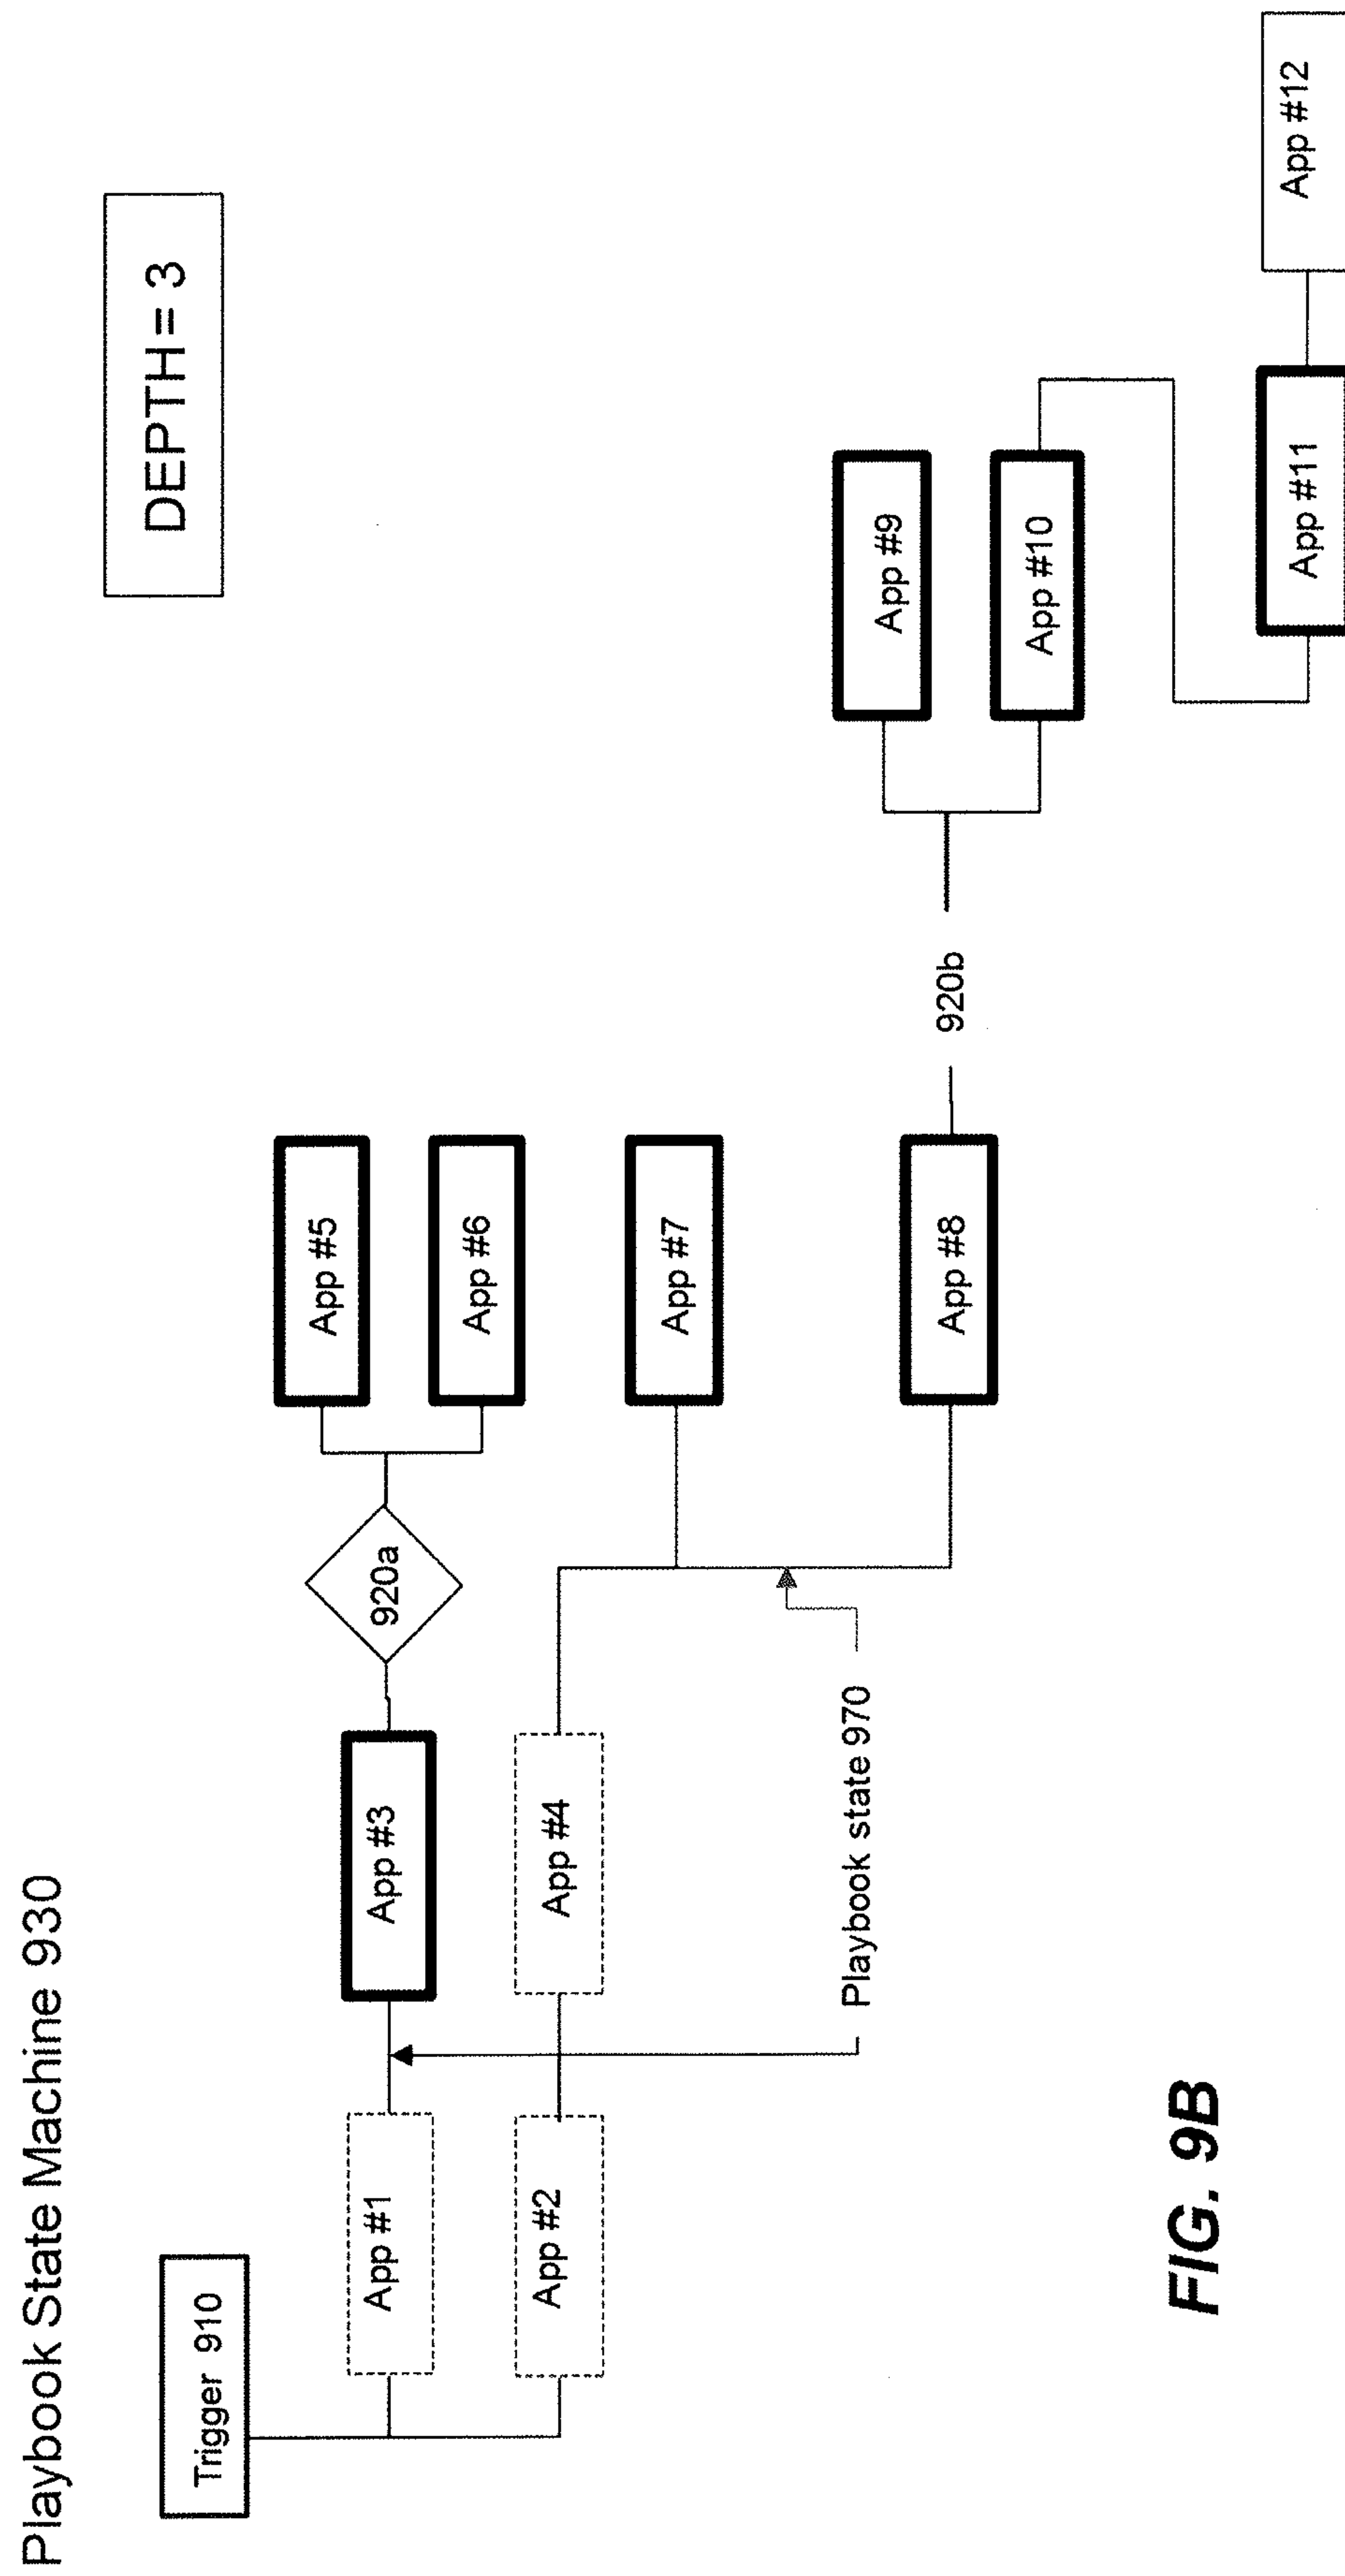 Playbook State Machine 930
DEPTH = 3
Trigger 910
App #1
App #2
App #3
App #4
920a
App #5
App #6
App #7
App #8
Playbook state 970
920b
App #9
App #10
App #11
App #12
FIG. 9B